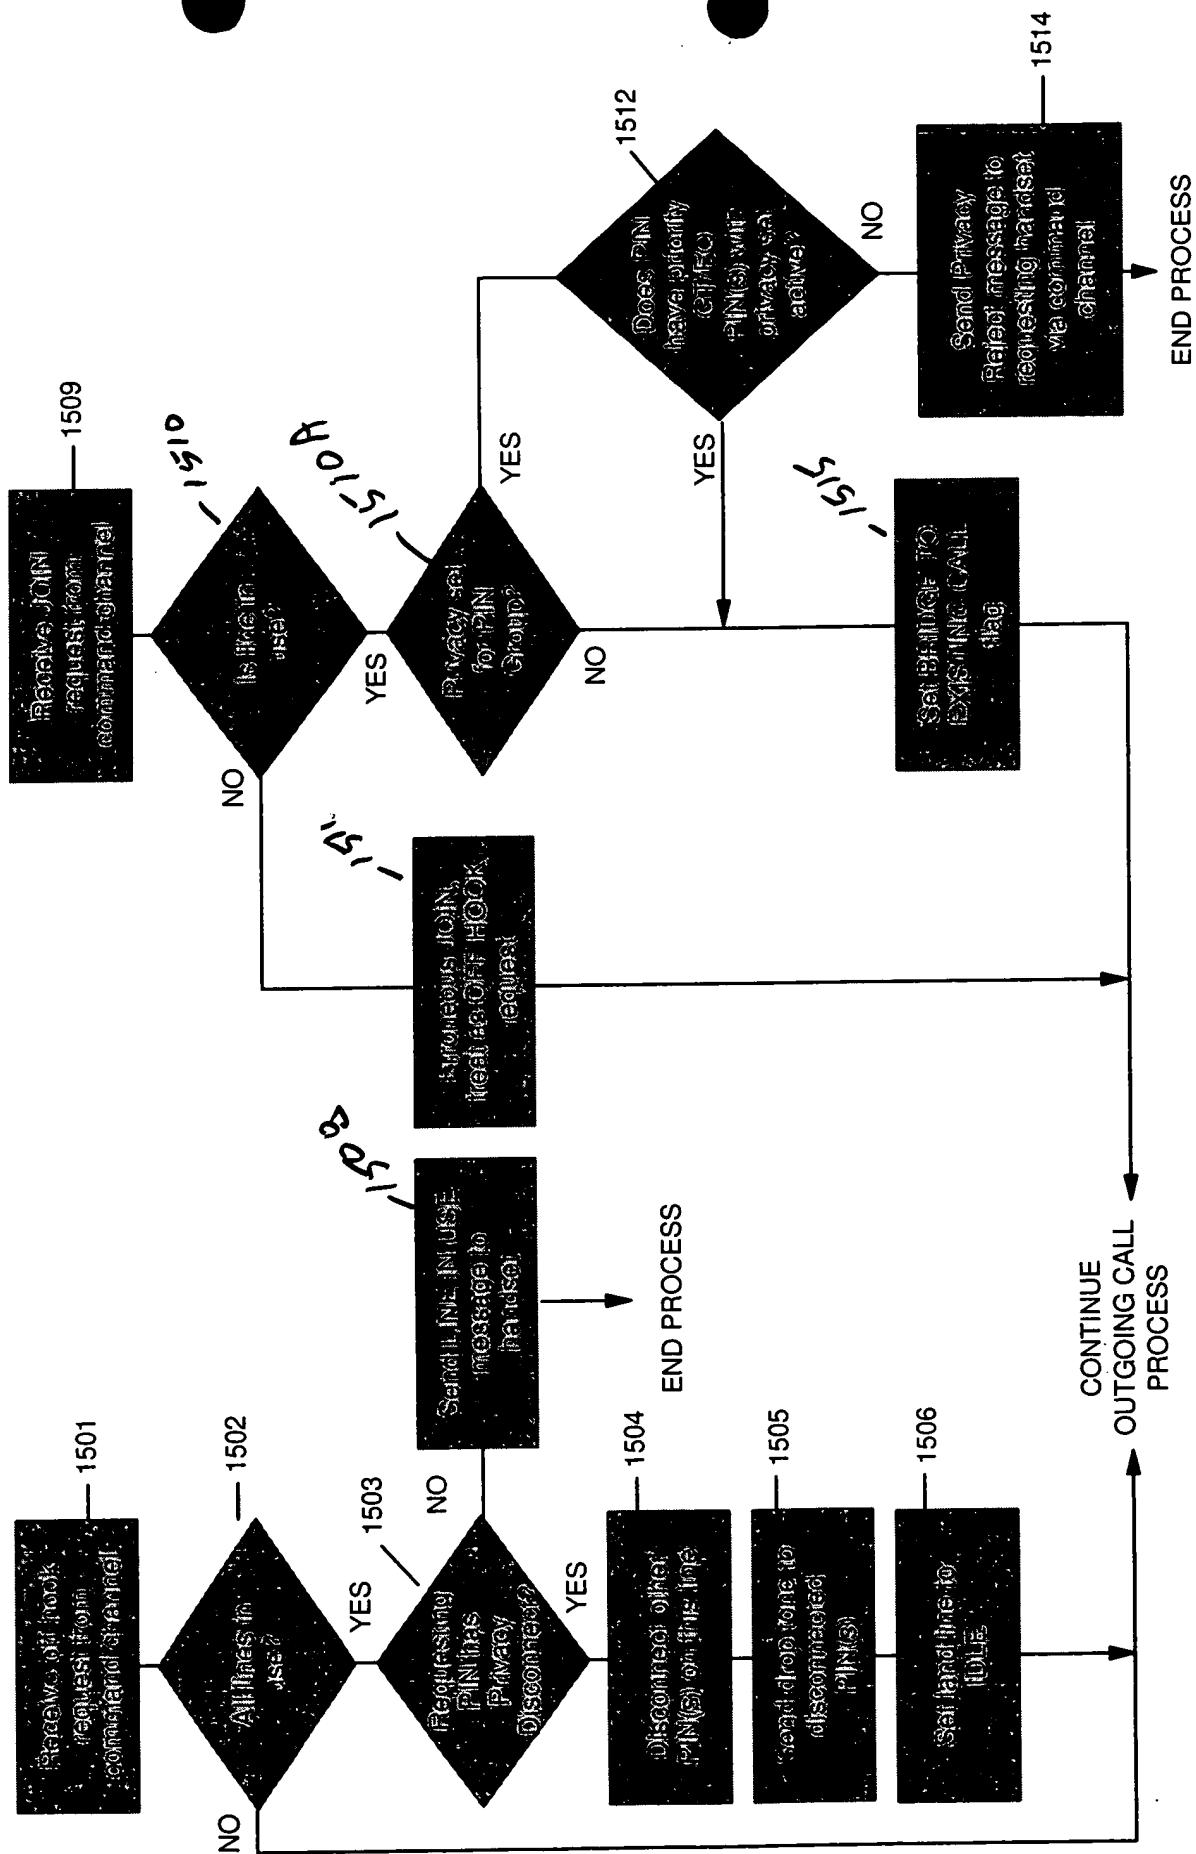 Receive off hook
request from
command channel
1501
All lines in
use?
1502
NO
YES
Requesting
PIN has
Privacy
Disconnect?
1503
NO
YES
Send LINE IN USE
message to
handset
1508
END PROCESS
Disconnect other
PIN(s) on this line
1504
Send drop tone to
disconnected
PIN(s)
1505
Set land line to
IDLE
1506
CONTINUE
OUTGOING CALL
PROCESS
Receive JOIN
request from
command channel
1509
Is line in
use?
1510
NO
YES
Erroneous JOIN,
treat as OFF HOOK
request
1511
Privacy set
for PIN
Group?
1510A
YES
NO
Does PIN
have priority
PIN(s) with
privacy set
active?
1512
YES
NO
Set BRIDGE TO
EXISTING CALL
flag
1515
Send Privacy
Reject message to
requesting handset
via command
channel
1514
END PROCESS